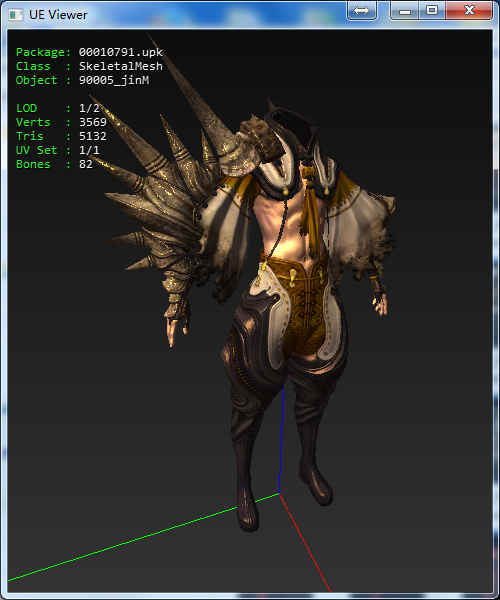 UE Viewer
Package: 00010791.upk
Class : SkeletalMesh
Object : 90005_jinM
LOD : 1/2
Verts : 3569
Tris : 5132
UV Set : 1/1
Bones : 82